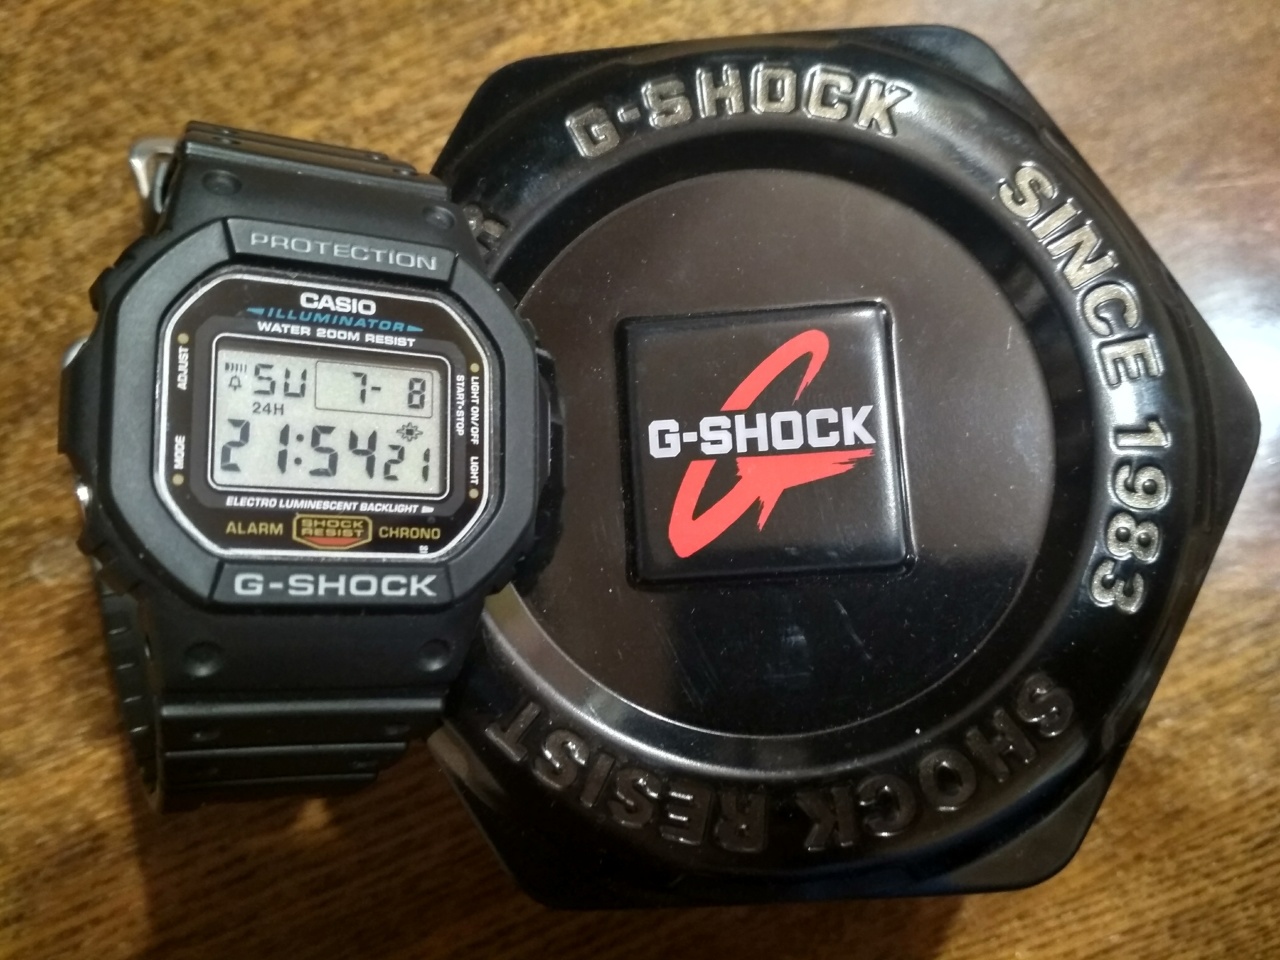 PROTECTION
CASIO
ILLUMINATOR
WATER 200M RESIST
ADJUST
MODE
LIGHT ON/OFF
START-STOP
LIGHT
SU 7- 8
24H
21:54 21
ELECTRO LUMINESCENT BACKLIGHT
ALARM SHOCK RESIST CHRONO
G-SHOCK
G-SHOCK
SINCE 1983
SHOCK RESIST
G-SHOCK